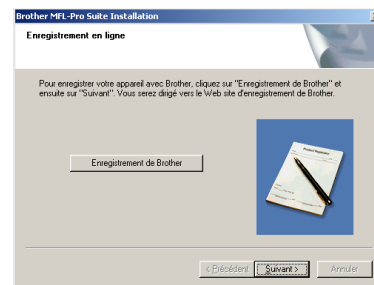 Brother MFL-Pro Suite Installation
Enregistrement en ligne
Pour enregistrer votre appareil avec Brother, cliquez sur "Enregistrement de Brother" et
ensuite sur "Suivant". Vous serez dirigé vers le Web site d'enregistrement de Brother.
Enregistrement de Brother
< Précédent
Suivant >
Annuler